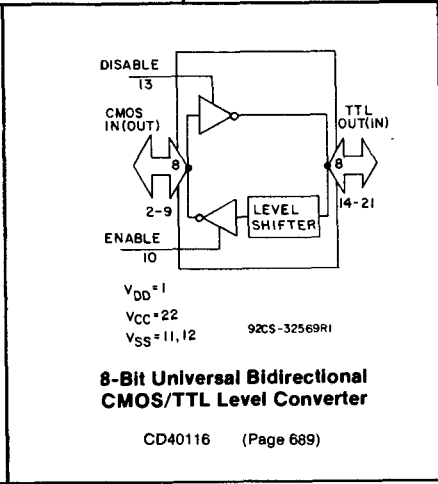 DISABLE
13
CMOS
IN(OUT)
TTL
OUT(IN)
8
8
2-9
14-21
LEVEL
SHIFTER
ENABLE
10
VDD=1
VCC=22
VSS=11,12
92CS-32569R1
8-Bit Universal Bidirectional
CMOS/TTL Level Converter
CD40116 (Page 689)